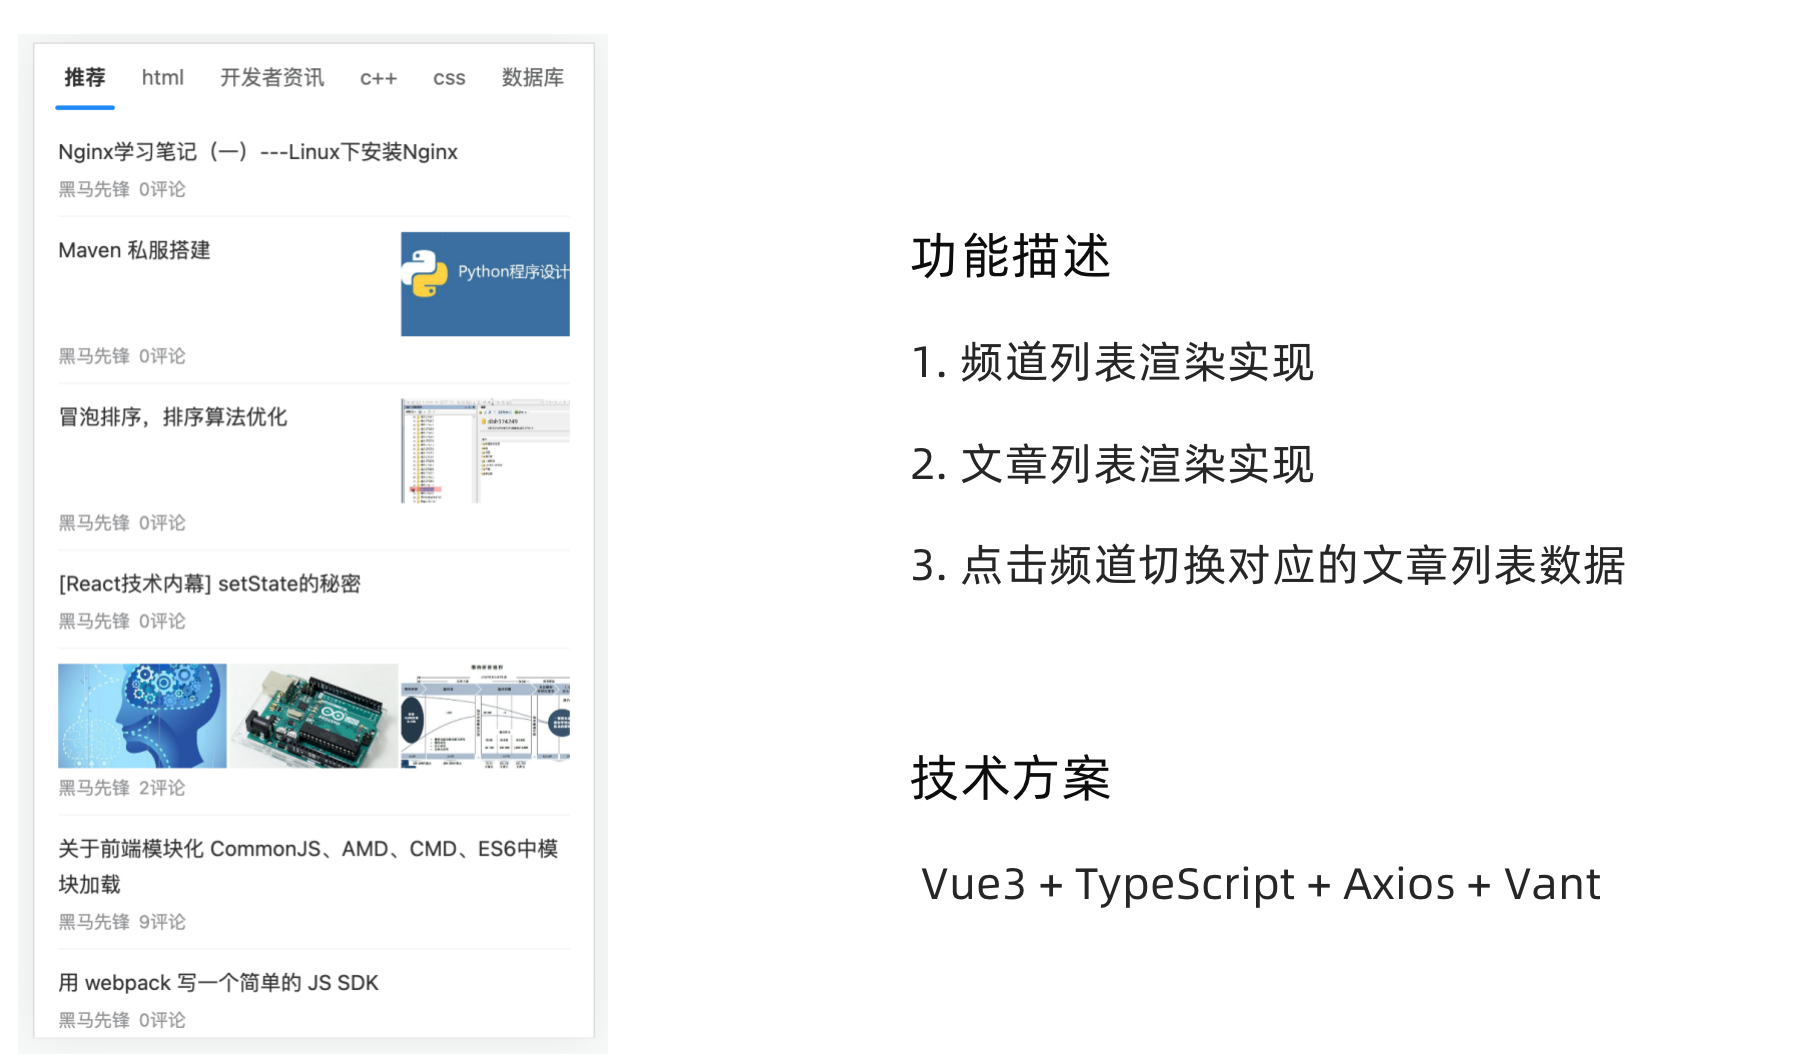 推荐 html 开发者资讯 c++ css 数据库
Nginx学习笔记（一）---Linux下安装Nginx
黑马先锋 0评论
Maven 私服搭建
Python程序设计
黑马先锋 0评论
冒泡排序，排序算法优化
黑马先锋 0评论
[React技术内幕] setState的秘密
黑马先锋 0评论
黑马先锋 2评论
关于前端模块化 CommonJS、AMD、CMD、ES6中模
块加载
黑马先锋 9评论
用 webpack 写一个简单的 JS SDK
黑马先锋 0评论
功能描述
1. 频道列表渲染实现
2. 文章列表渲染实现
3. 点击频道切换对应的文章列表数据
技术方案
Vue3 + TypeScript + Axios + Vant